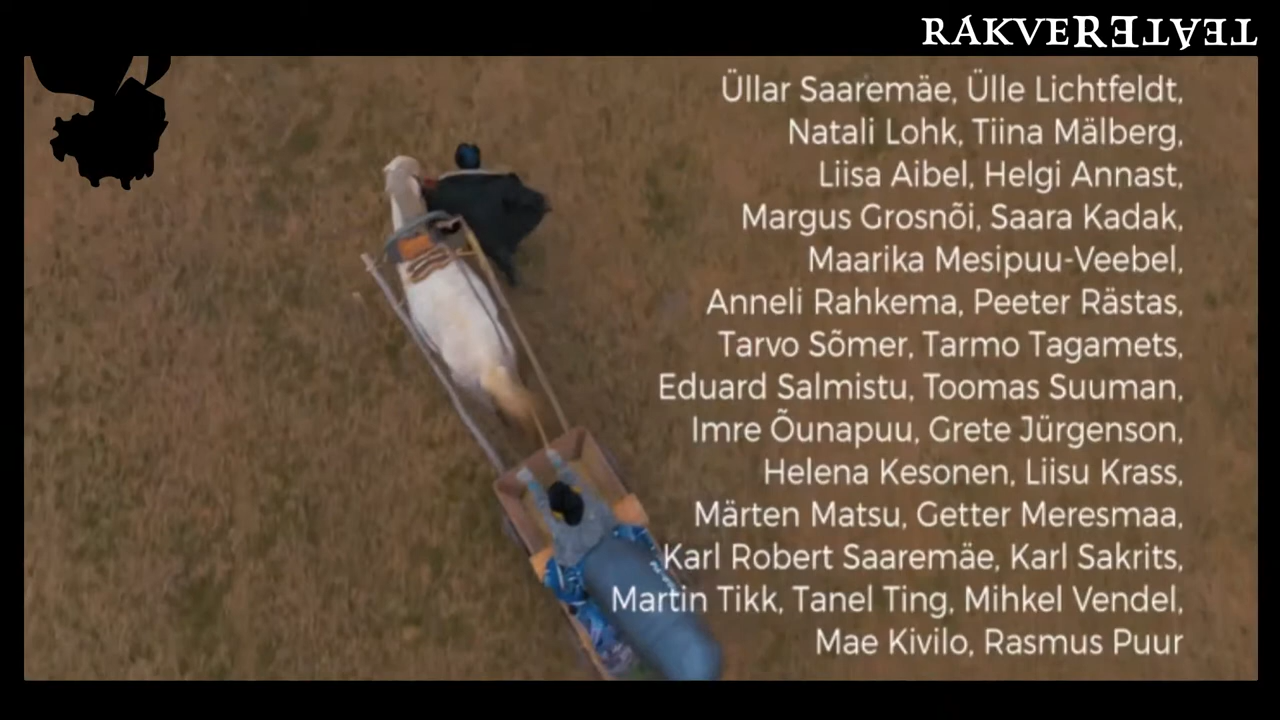 RAKVERETEATER
Üllar Saaremäe, Ülle Lichtfeldt,
Natali Lohk, Tiina Mälberg,
Liisa Aibel, Helgi Annast,
Margus Grosnõi, Saara Kadak,
Maarika Mesipuu-Veebel,
Anneli Rahkema, Peeter Rästas,
Tarvo Sõmer, Tarmo Tagamets,
Eduard Salmistu, Toomas Suuman,
Imre Õunapuu, Grete Jürgenson,
Helena Kesonen, Liisu Krass,
Märten Matsu, Getter Meresmaa,
Karl Robert Saaremäe, Karl Sakrits,
Martin Tikk, Tanel Ting, Mihkel Vendel,
Mae Kivilo, Rasmus Puur